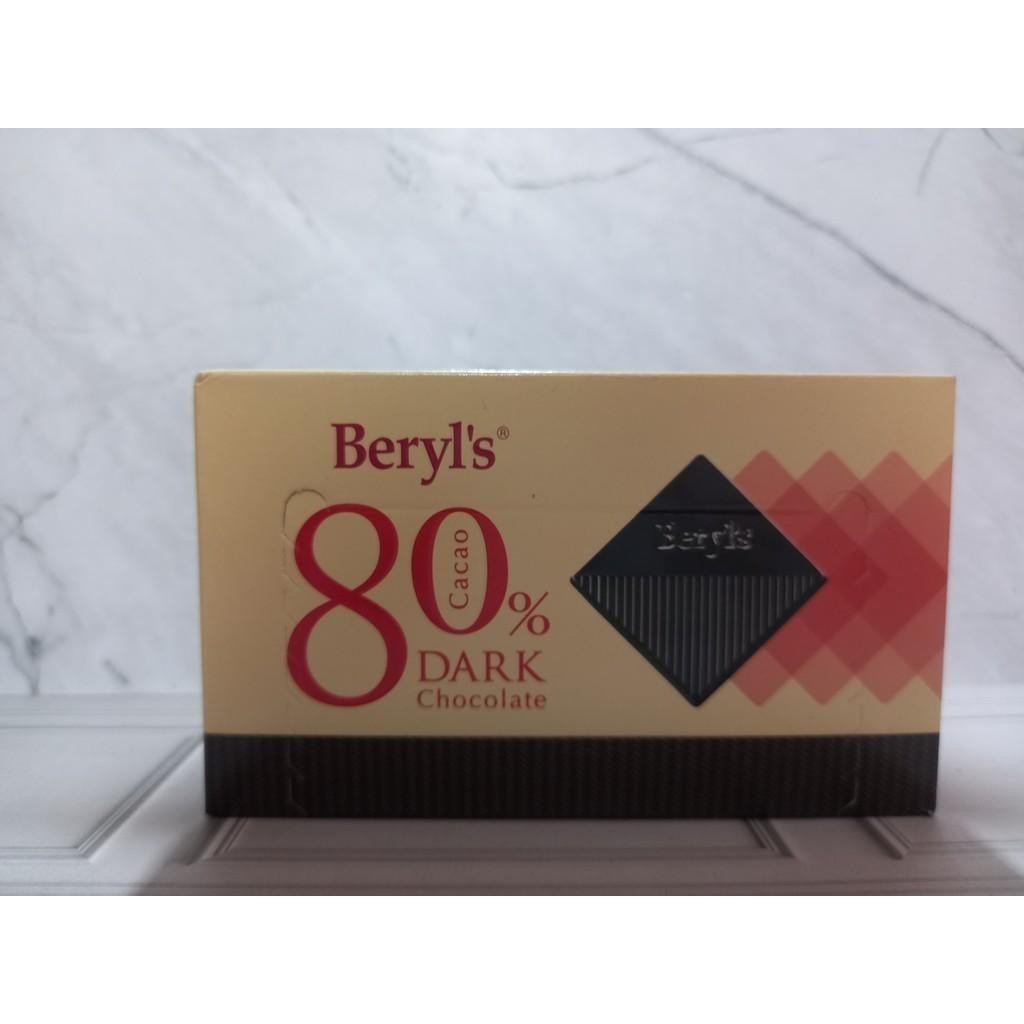 Beryl's®
80%
Cacao
DARK
Chocolate
Beryl's